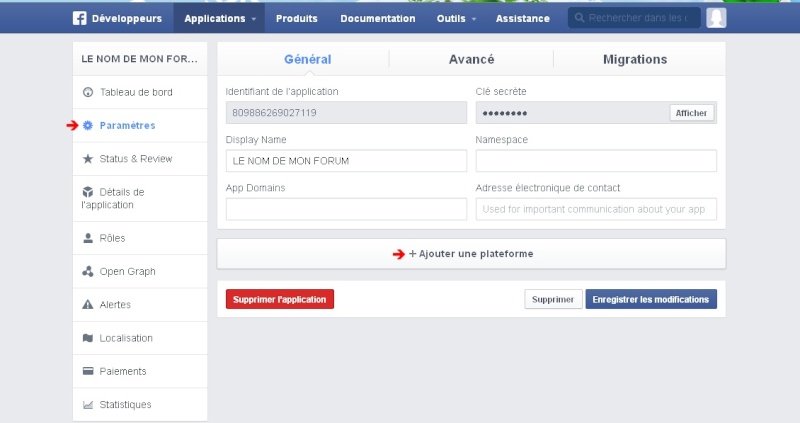 Développeurs Applications Produits Documentation Outils Assistance Rechercher dans les
LE NOM DE MON FOR...
Tableau de bord
Paramètres
Status & Review
Détails de
l'application
Rôles
Open Graph
Alertes
Localisation
Paiements
Statistiques
Général Avancé Migrations
Identifiant de l'application Clé secrète
809886269027119 ●●●●●●●● Afficher
Display Name Namespace
LE NOM DE MON FORUM
App Domains Adresse électronique de contact
Used for important communication about your app
+ Ajouter une plateforme
Supprimer l'application Supprimer Enregistrer les modifications